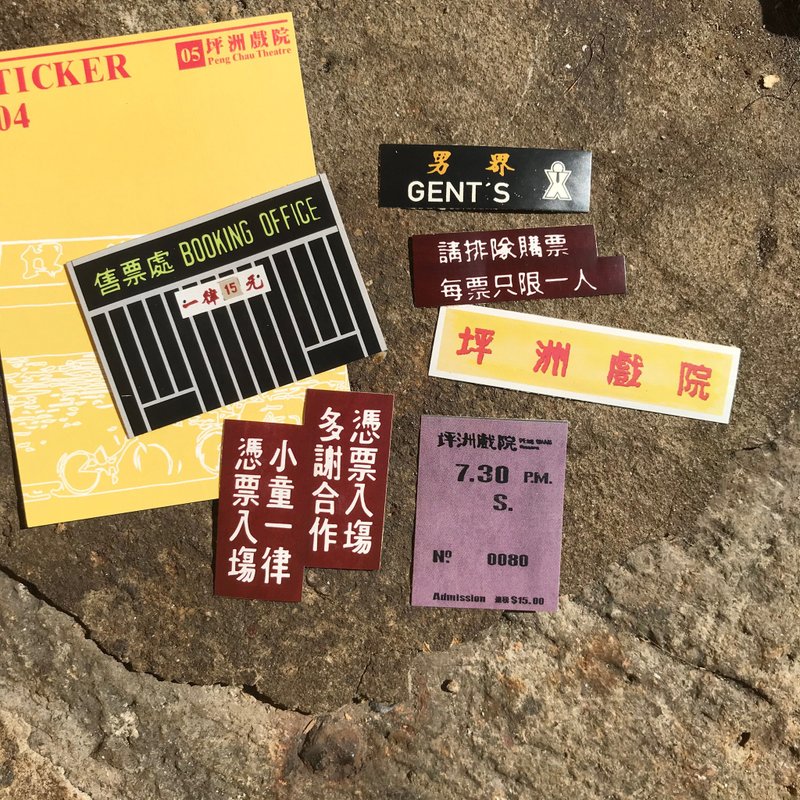 STICKER
04
05 坪洲戲院
Peng Chau Theatre
男界
GENT'S
售票處 BOOKING OFFICE
一律15元
請排除購票
每票只限一人
坪洲戲院
憑票入場
多謝合作
小童一律
憑票入場
坪洲戲院
7.30 P.M.
S.
Nº 0080
Admission $15.00